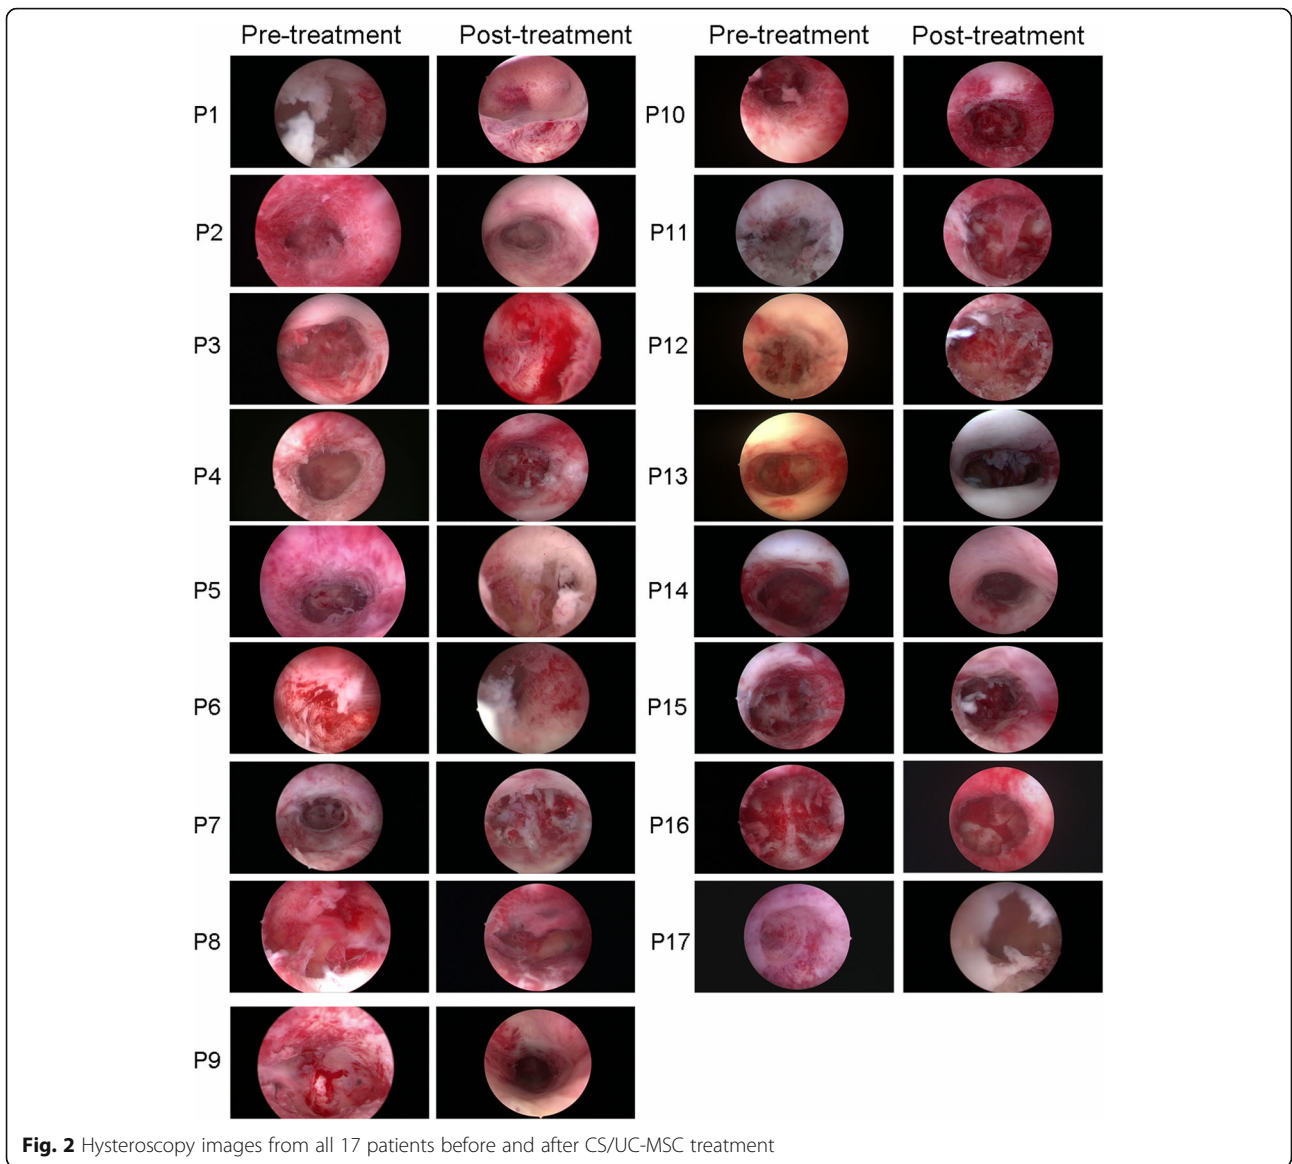 Pre-treatment Post-treatment Pre-treatment Post-treatment
P1 P10
P2 P11
P3 P12
P4 P13
P5 P14
P6 P15
P7 P16
P8 P17
P9
Fig. 2 Hysteroscopy images from all 17 patients before and after CS/UC-MSC treatment